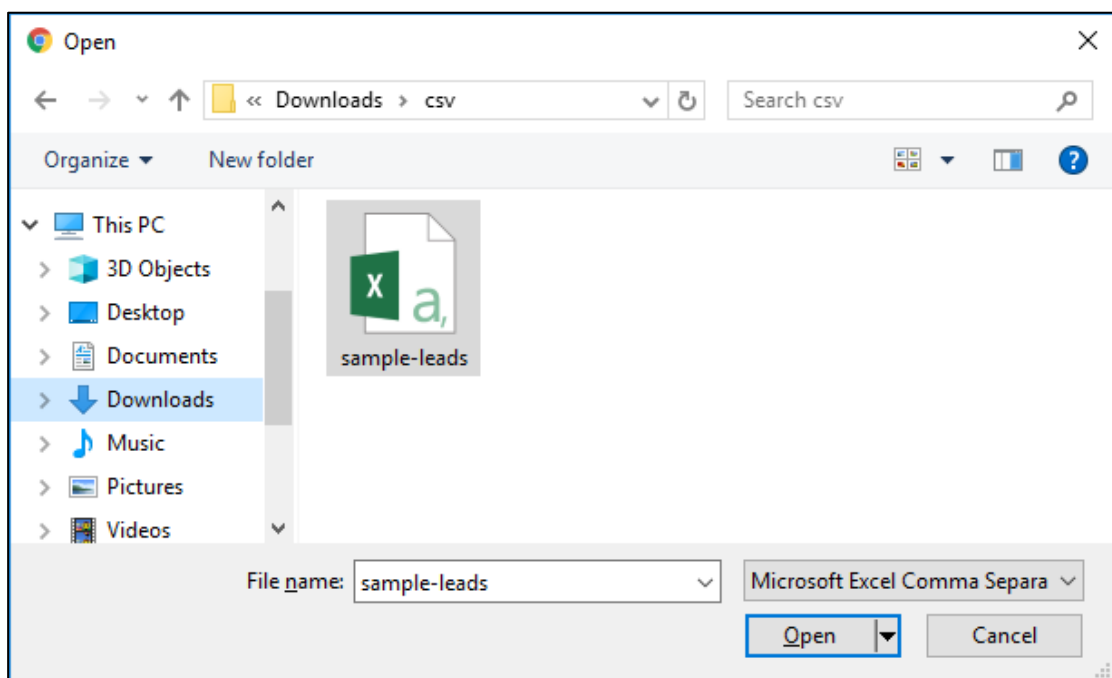 Open
« Downloads › csv
Search csv
Organize
New folder
This PC
3D Objects
Desktop
Documents
Downloads
Music
Pictures
Videos
sample-leads
File name:
sample-leads
Microsoft Excel Comma Separa
Open
Cancel